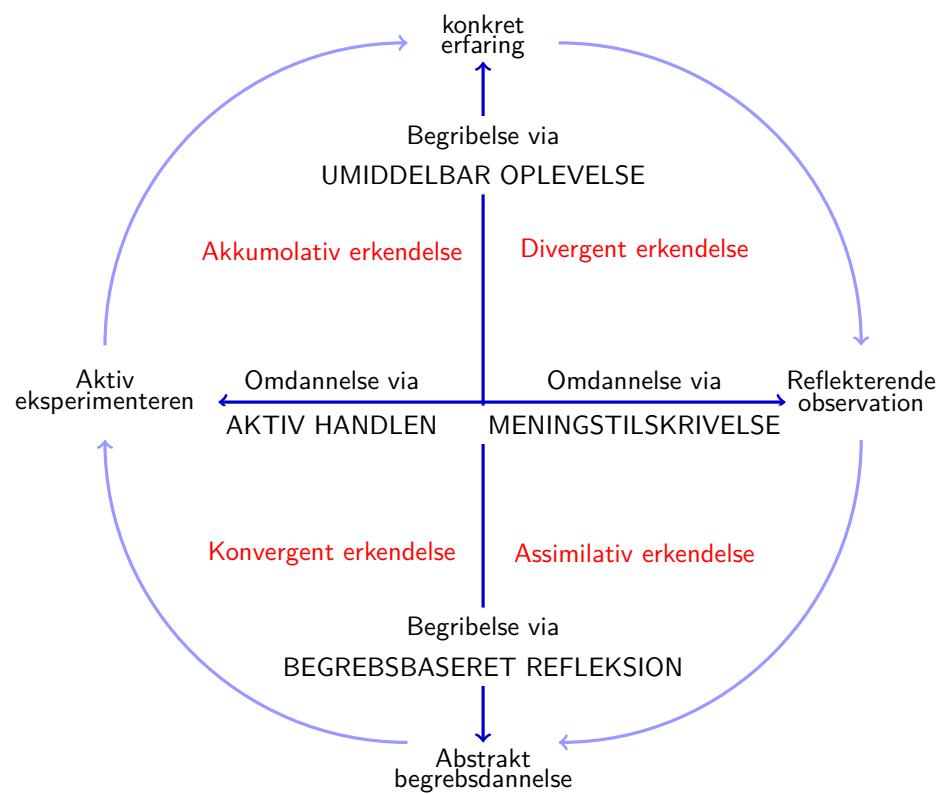 konkret
erfaring
Begribelse via
UMIDDELBAR OPLEVELSE
Akkumolativ erkendelse
Divergent erkendelse
Aktiv
eksperimenteren
Omdannelse via
AKTIV HANDLEN
Omdannelse via
MENINGSTILSKRIVELSE
Reflekterende
observation
Konvergent erkendelse
Assimilativ erkendelse
Begribelse via
BEGREBSBASERET REFLEKSION
Abstrakt
begrebsdannelse